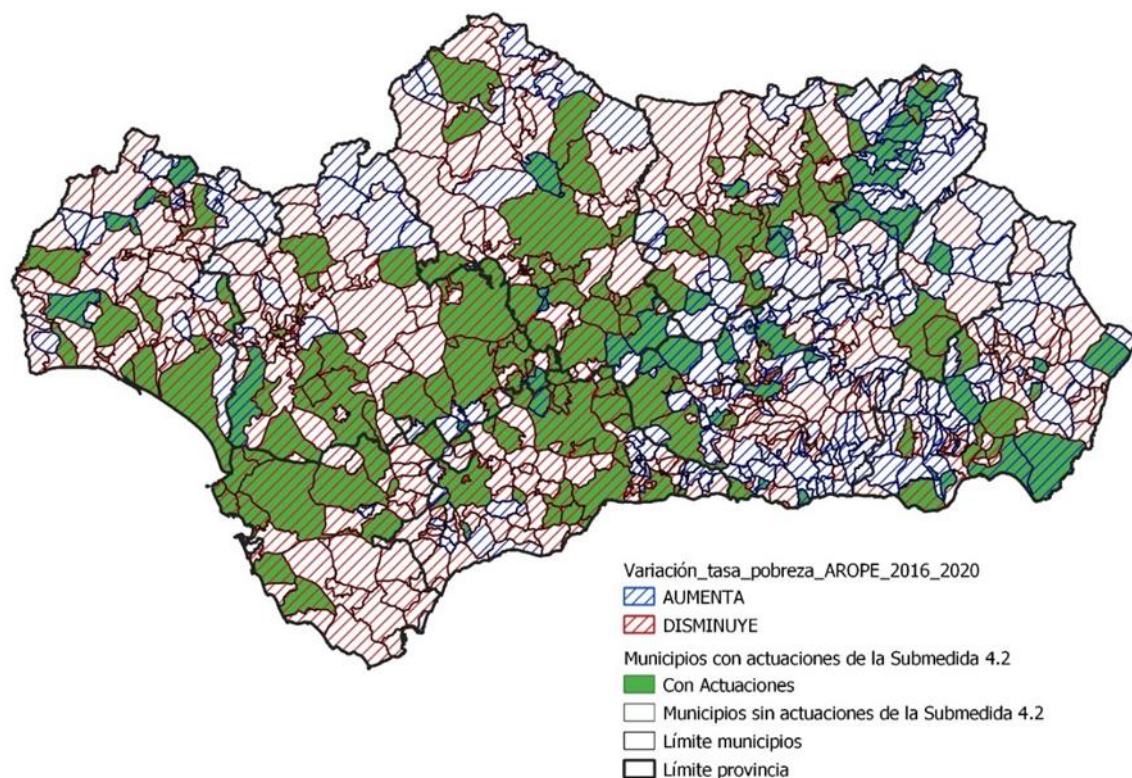 Variación_tasa_pobreza_AROPE_2016_2020
AUMENTA
DISMINUYE
Municipios con actuaciones de la Submedida 4.2
Con Actuaciones
Municipios sin actuaciones de la Submedida 4.2
Límite municipios
Límite provincia